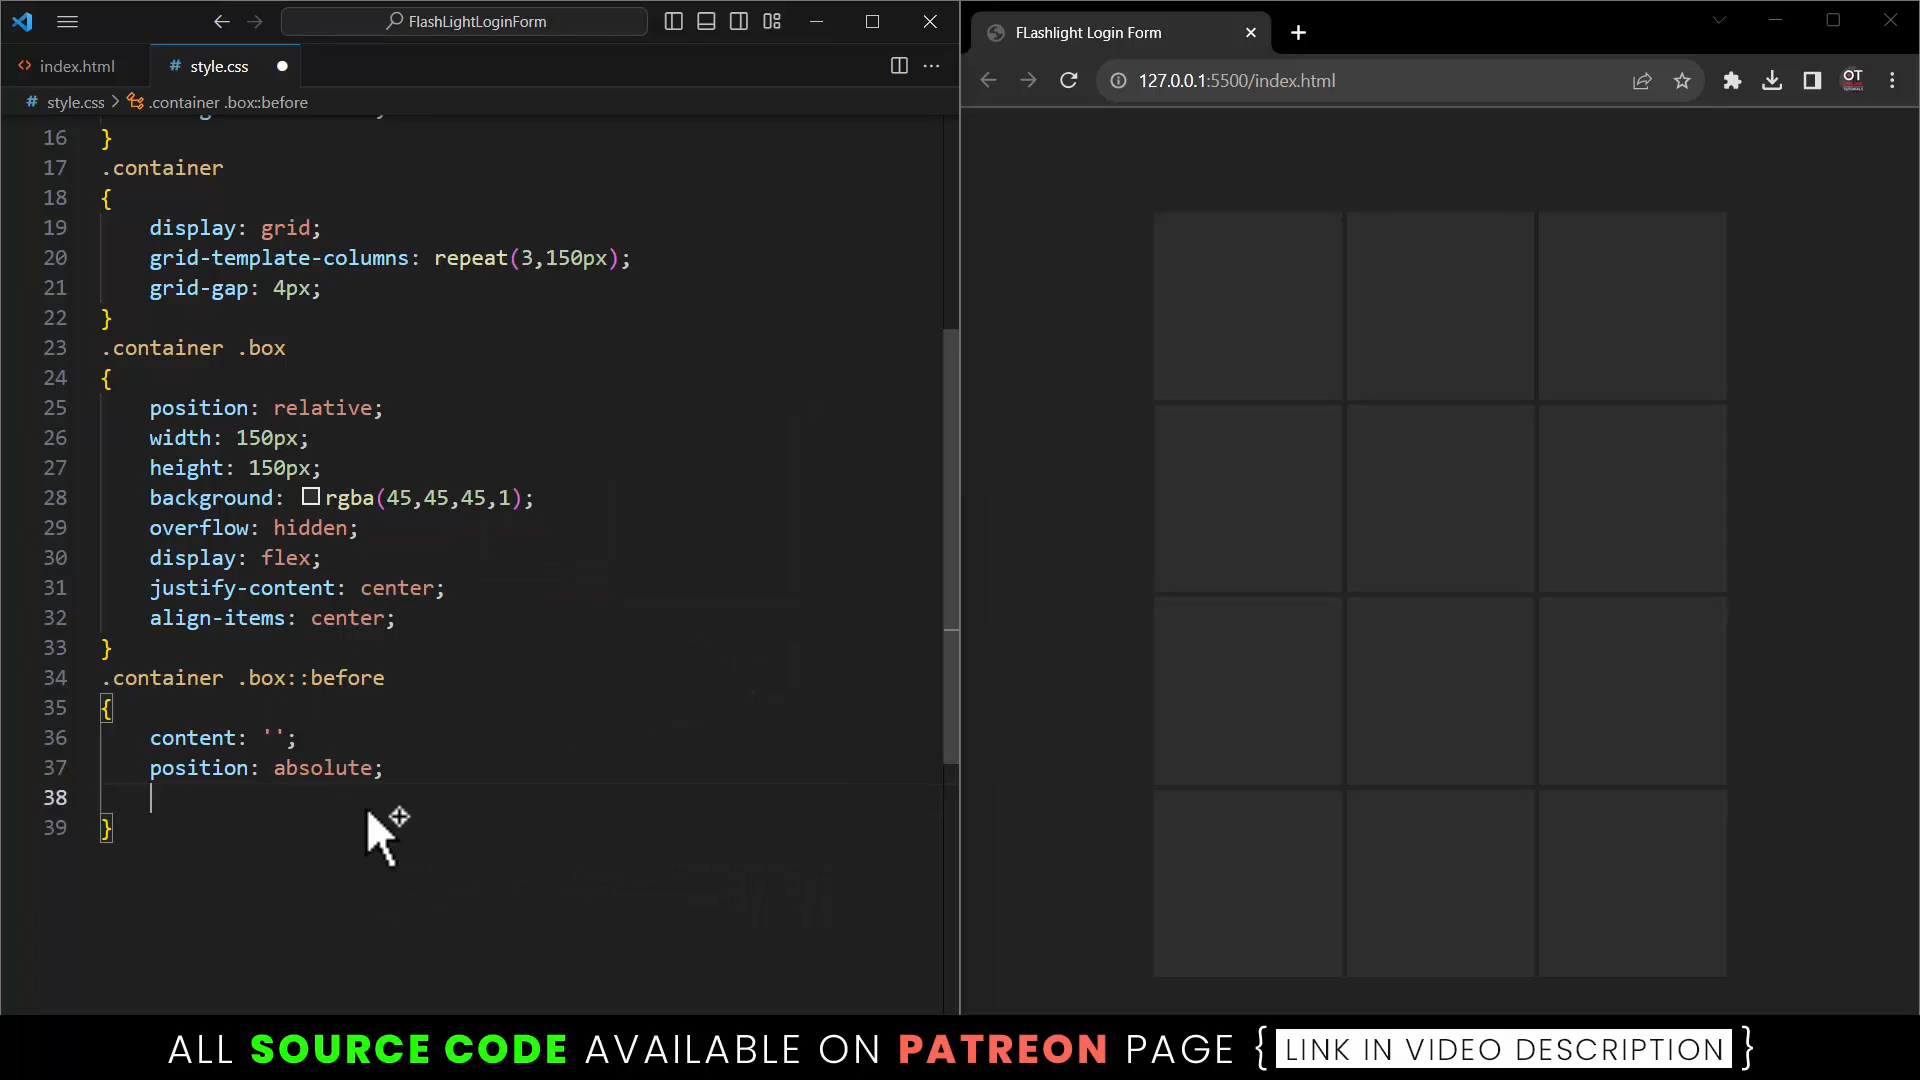 FlashLightLoginForm
index.html
# style.css
# style.css > .container .box::before
16 }
17 .container
18 {
19 display: grid;
20 grid-template-columns: repeat(3,150px);
21 grid-gap: 4px;
22 }
23 .container .box
24 {
25 position: relative;
26 width: 150px;
27 height: 150px;
28 background: rgba(45,45,45,1);
29 overflow: hidden;
30 display: flex;
31 justify-content: center;
32 align-items: center;
33 }
34 .container .box::before
35 {
36 content: '';
37 position: absolute;
38
39 }
FLashlight Login Form
127.0.0.1:5500/index.html
OT
ALL SOURCE CODE AVAILABLE ON PATREON PAGE { LINK IN VIDEO DESCRIPTION }